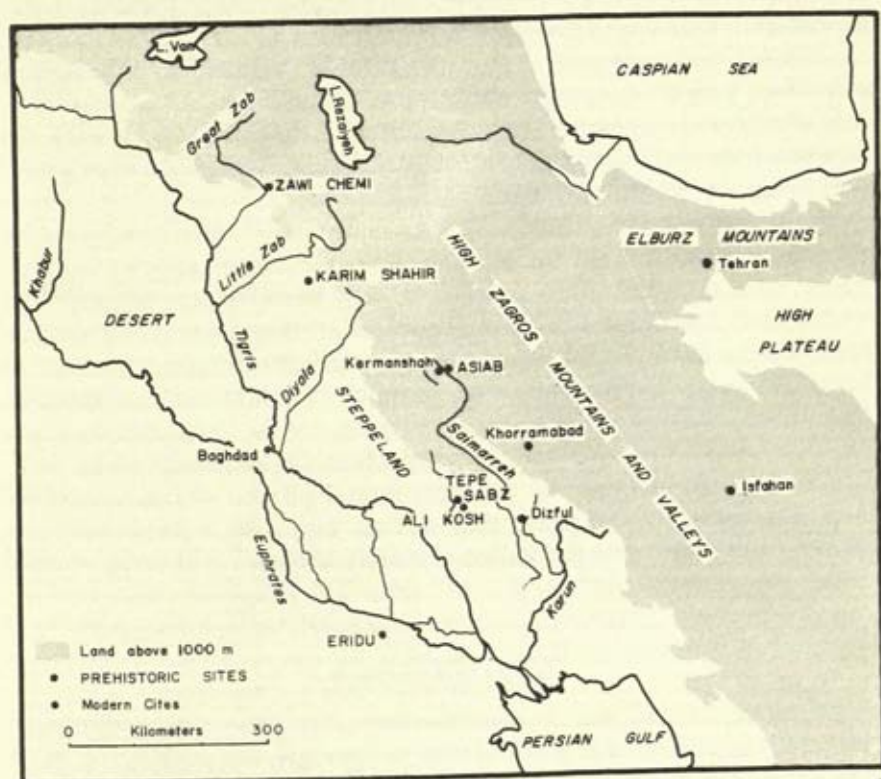 L. Van
CASPIAN SEA
L. Rezaiyeh
Great Zab
ZAWI CHEMI
ELBURZ MOUNTAINS
Tehran
Khabur
Little Zab
KARIM SHAHIR
HIGH ZAGROS MOUNTAINS AND VALLEYS
HIGH
PLATEAU
DESERT
Tigris
Diyala
Kermanshah
ASIAB
STEPPELAND
Saimarreh
Khorramabad
Baghdad
Isfahan
TEPE
SABZ
ALI KOSH
Dizful
Euphrates
Karun
ERIDU
Land above 1000 m
PREHISTORIC SITES
Modern Cites
0 Kilometers 300
PERSIAN GULF